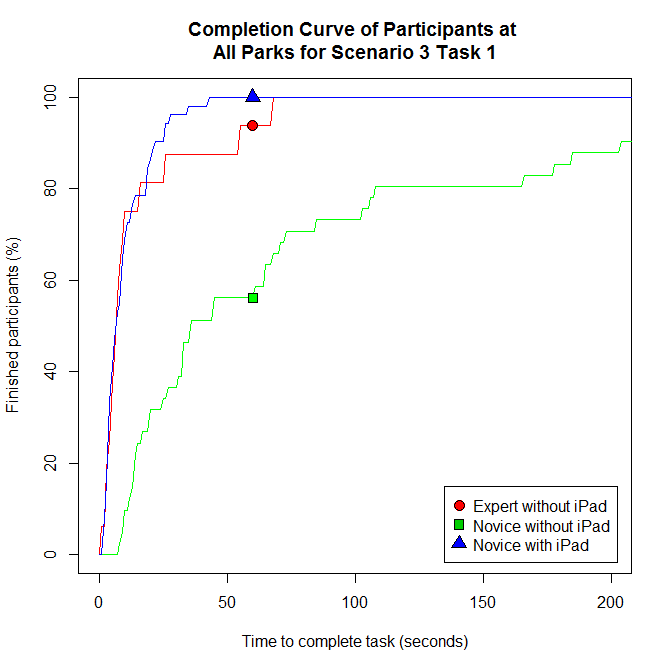 Completion Curve of Participants at
All Parks for Scenario 3 Task 1
Finished participants (%)
100
80
60
40
20
0
Expert without iPad
Novice without iPad
Novice with iPad
0 50 100 150 200
Time to complete task (seconds)